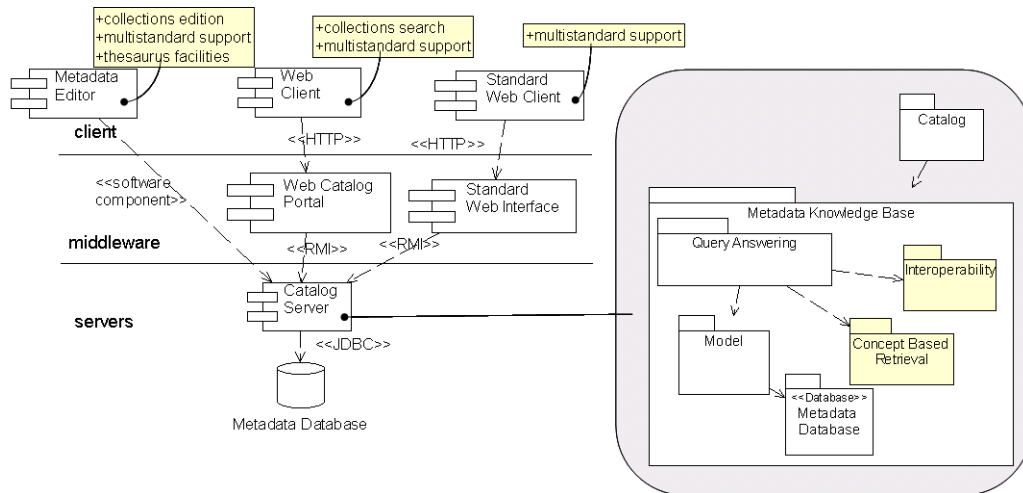 +collections edition
+multistandard support
+thesaurus facilities
+collections search
+multistandard support
+multistandard support
Metadata
Editor
Web
Client
Standard
Web Client
client
<<HTTP>>
<<HTTP>>
<<software
component>>
Web Catalog
Portal
Standard
Web Interface
middleware
<<RMI>>
<<RMI>>
Catalog
Server
servers
<<JDBC>>
Metadata Database
Catalog
Metadata Knowledge Base
Query Answering
Interoperability
Model
Concept Based
Retrieval
<<Database>>
Metadata
Database